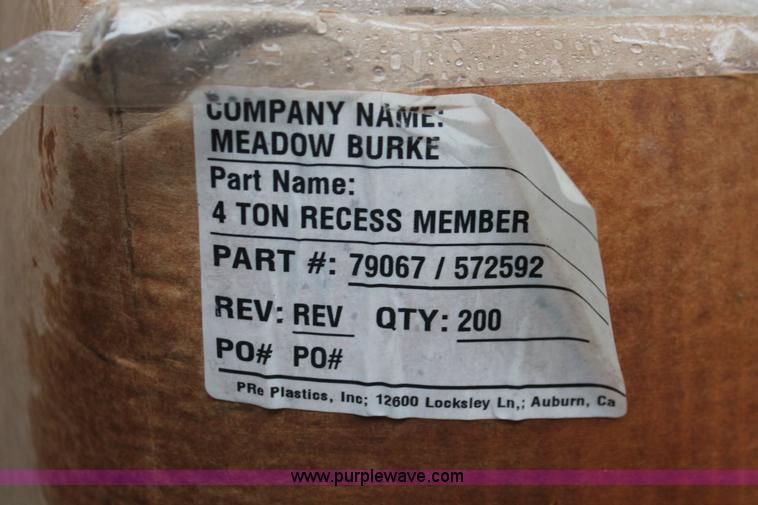 COMPANY NAME:
MEADOW BURKE
Part Name:
4 TON RECESS MEMBER
PART #: 79067 / 572592
REV: REV QTY: 200
PO# PO#
PRe Plastics, Inc; 12600 Locksley Ln,; Auburn, Ca
www.purplewave.com